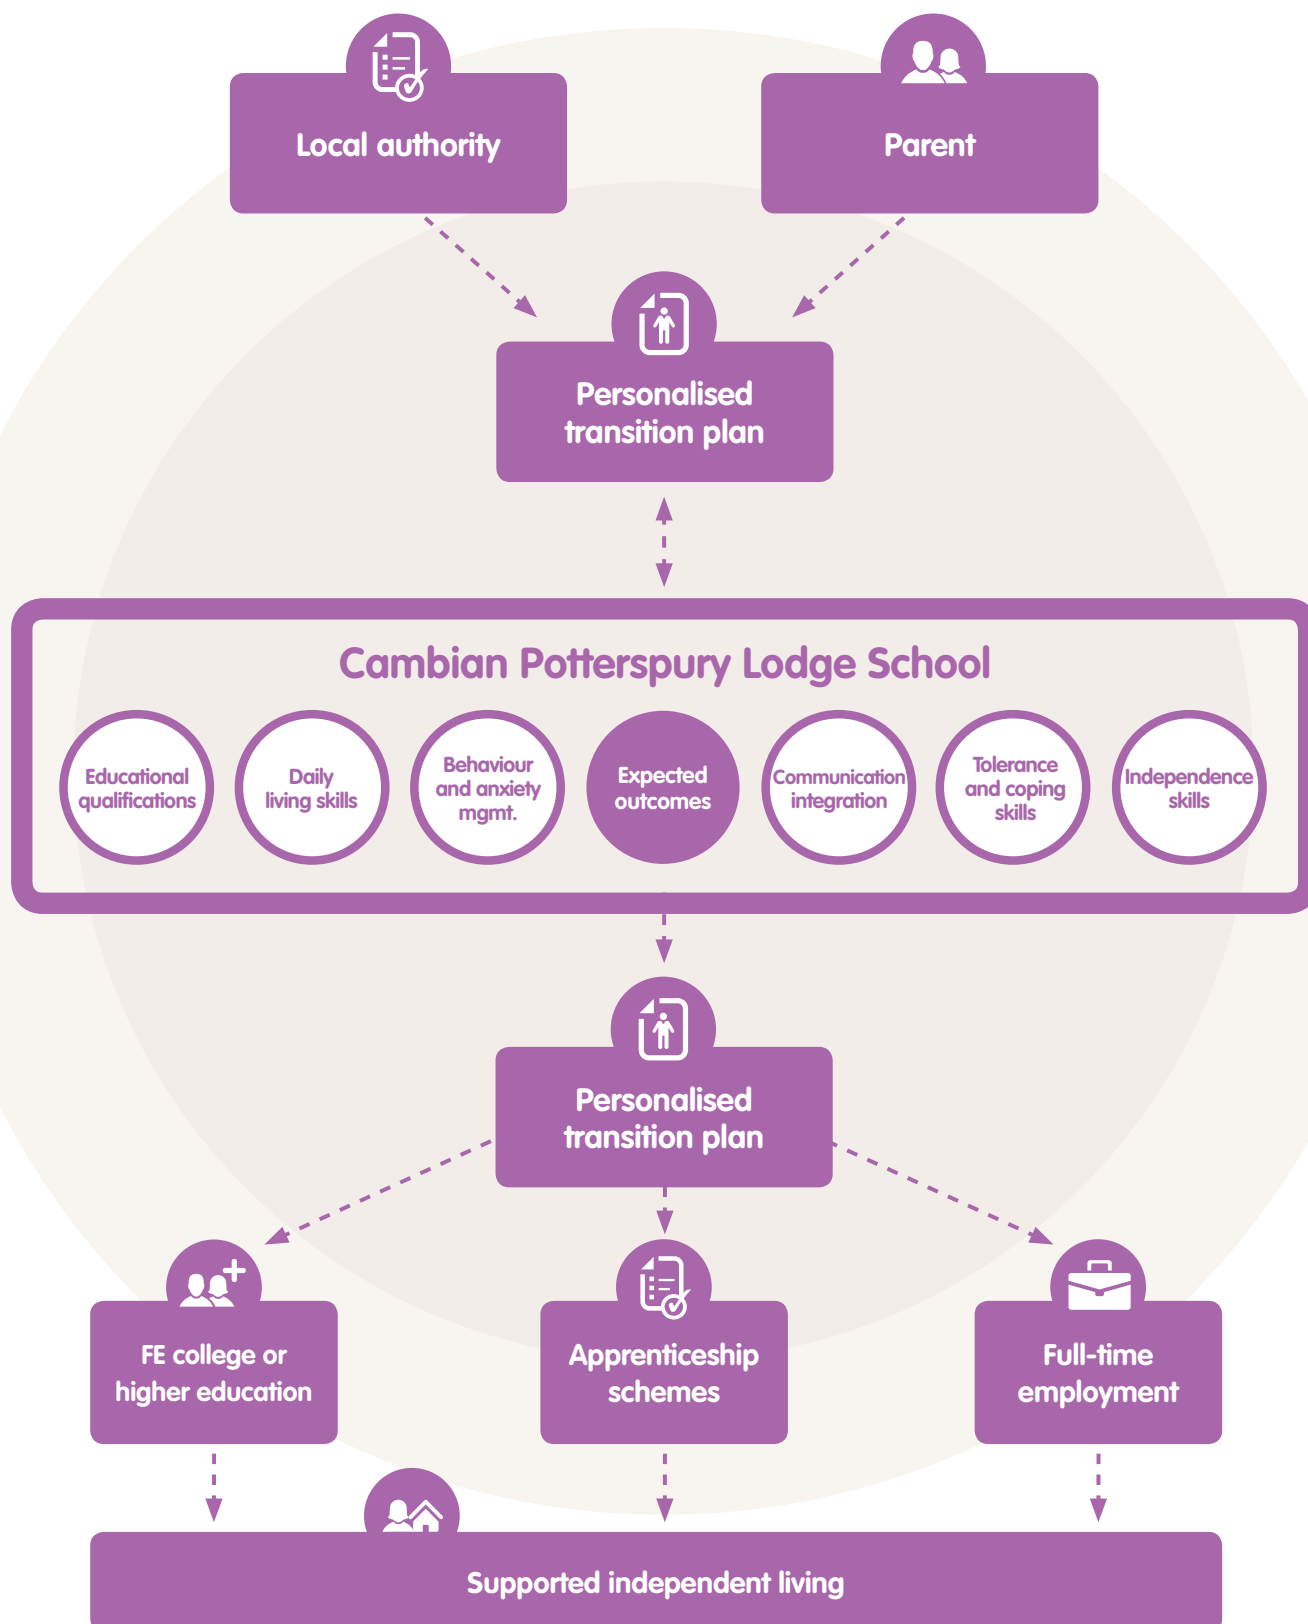 Local authority
Parent
Personalised
transition plan
Cambian Potterspury Lodge School
Educational
qualifications
Daily
living skills
Behaviour
and anxiety
mgmt.
Expected
outcomes
Communication
integration
Tolerance
and coping
skills
Independence
skills
Personalised
transition plan
FE college or
higher education
Apprenticeship
schemes
Full-time
employment
Supported independent living